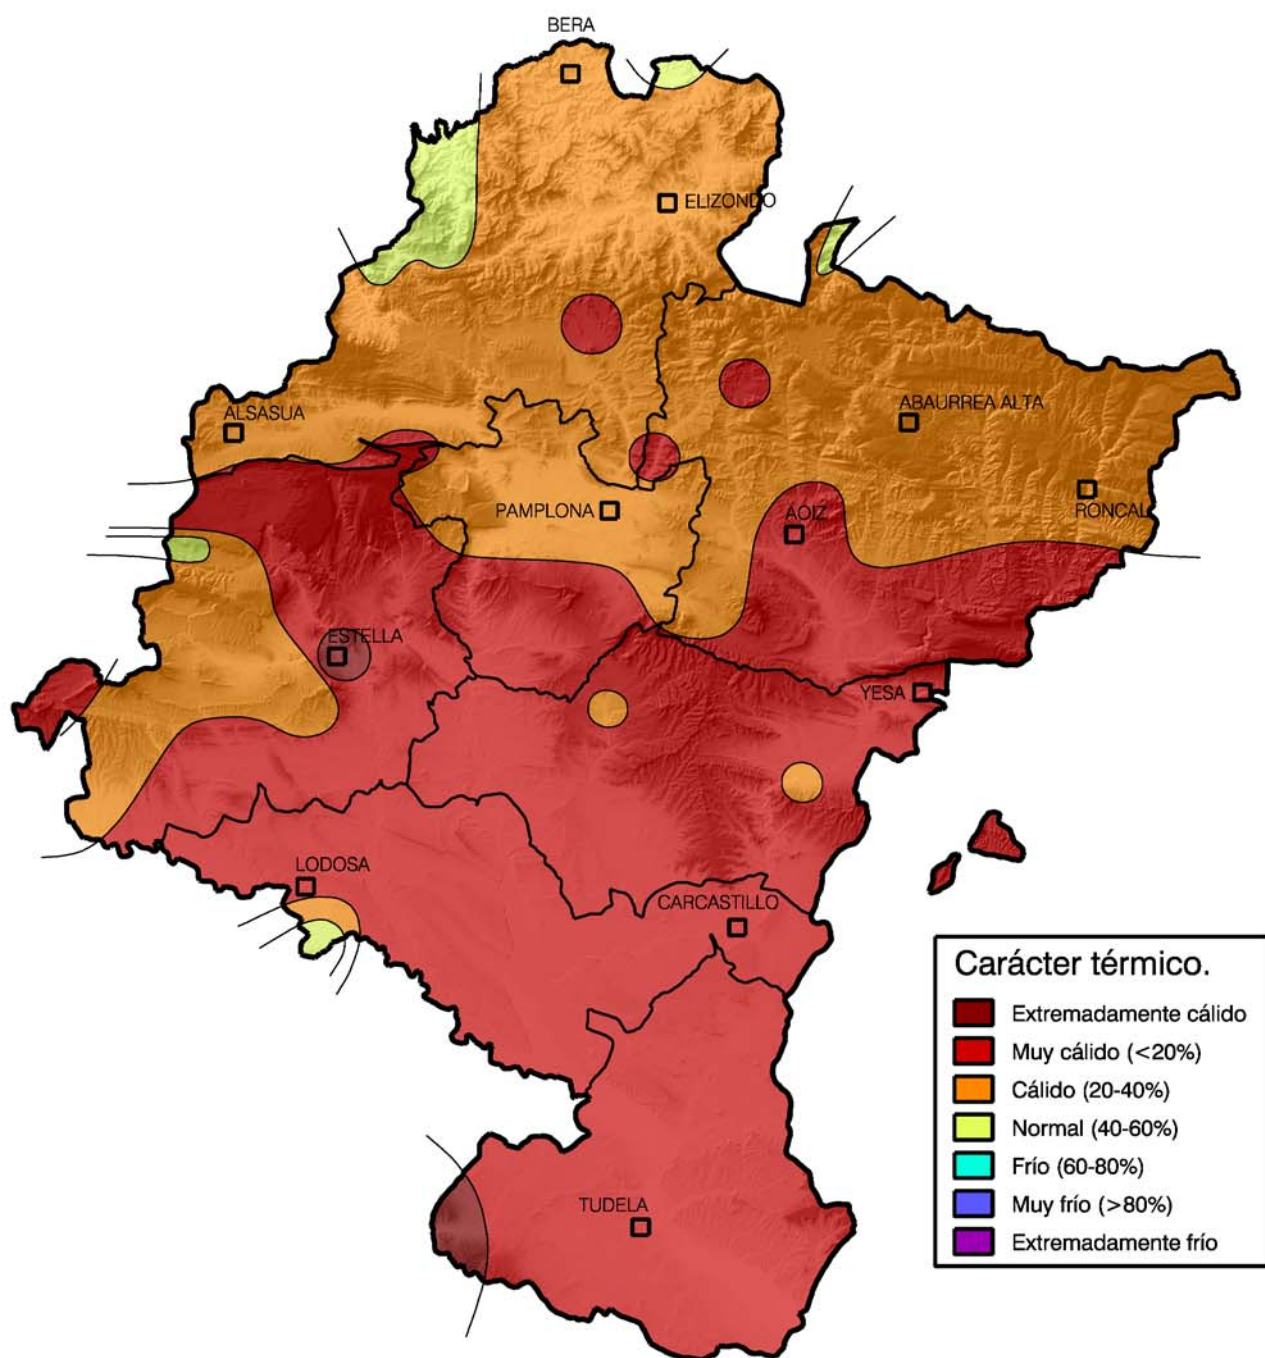 BERA
ELIZONDO
ALSASUA
ABAURREA ALTA
PAMPLONA
RONCAL
AOIZ
ESTELLA
YESA
LODOSA
CARCASTILLO
TUDELA
Carácter térmico.
Extremadamente cálido
Muy cálido (<20%)
Cálido (20-40%)
Normal (40-60%)
Frío (60-80%)
Muy frío (>80%)
Extremadamente frío